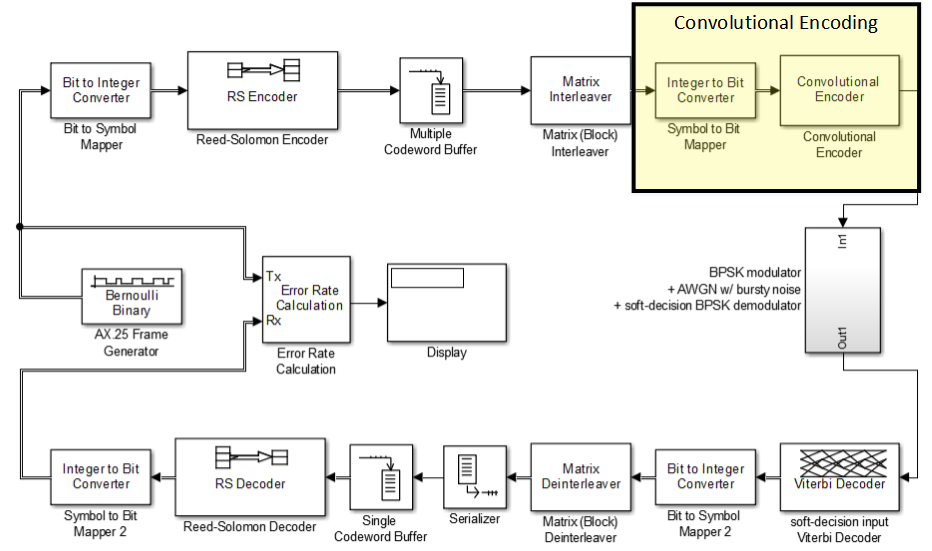 Convolutional Encoding
Bit to Integer
Converter
Bit to Symbol
Mapper
RS Encoder
Reed-Solomon Encoder
Multiple
Codeword Buffer
Matrix
Interleaver
Matrix (Block)
Interleaver
Integer to Bit
Converter
Symbol to Bit
Mapper
Convolutional
Encoder
Convolutional
Encoder
Bernoulli
Binary
AX.25 Frame
Generator
Tx
Error Rate
Calculation
Rx
Error Rate
Calculation
Display
BPSK modulator
+ AWGN w/ bursty noise
+ soft-decision BPSK demodulator
In1
Out1
Integer to Bit
Converter
Symbol to Bit
Mapper 2
RS Decoder
Reed-Solomon Decoder
Single
Codeword Buffer
Serializer
Matrix
Deinterleaver
Matrix (Block)
Deinterleaver
Bit to Integer
Converter
Bit to Symbol
Mapper 2
Viterbi Decoder
soft-decision input
Viterbi Decoder